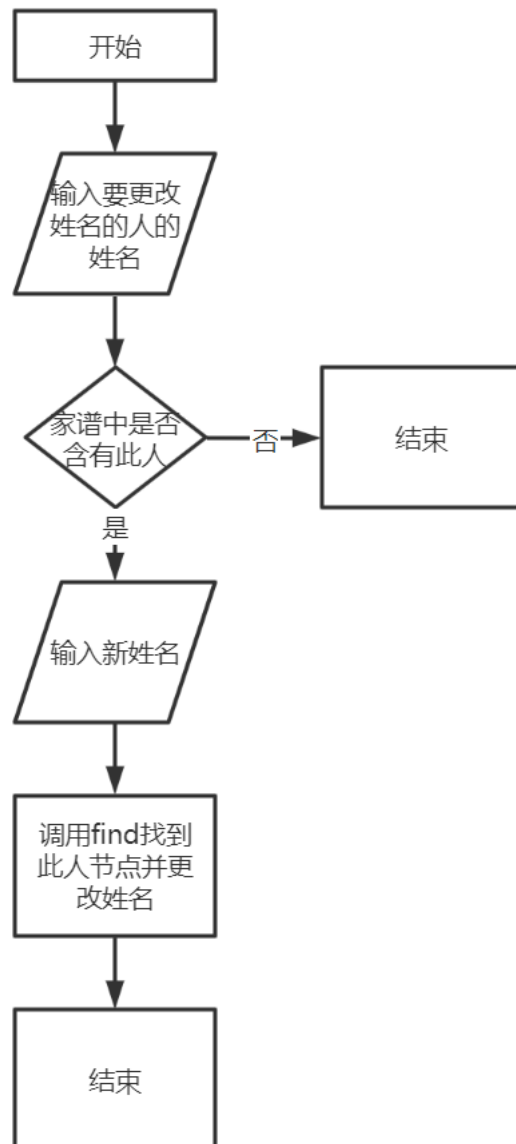 开始
输入要更改
姓名的人的
姓名
家谱中是否
含有此人
否
结束
是
输入新姓名
调用find找到
此人节点并更
改姓名
结束